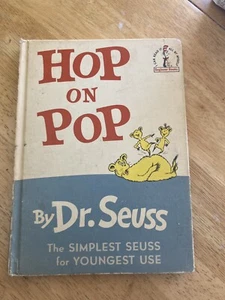 HOP
ON
POP
By Dr. Seuss
The SIMPLEST SEUSS
for YOUNGEST USE